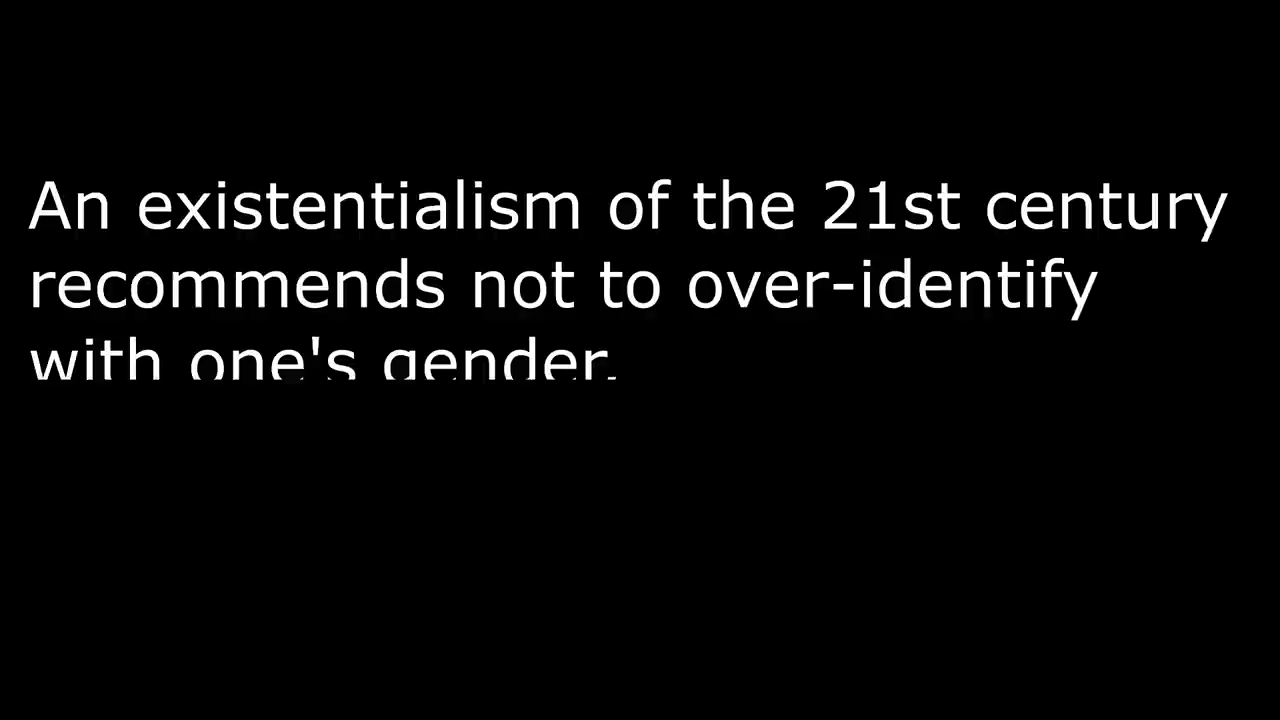 An existentialism of the 21st century
recommends not to over-identify
with one's gender.